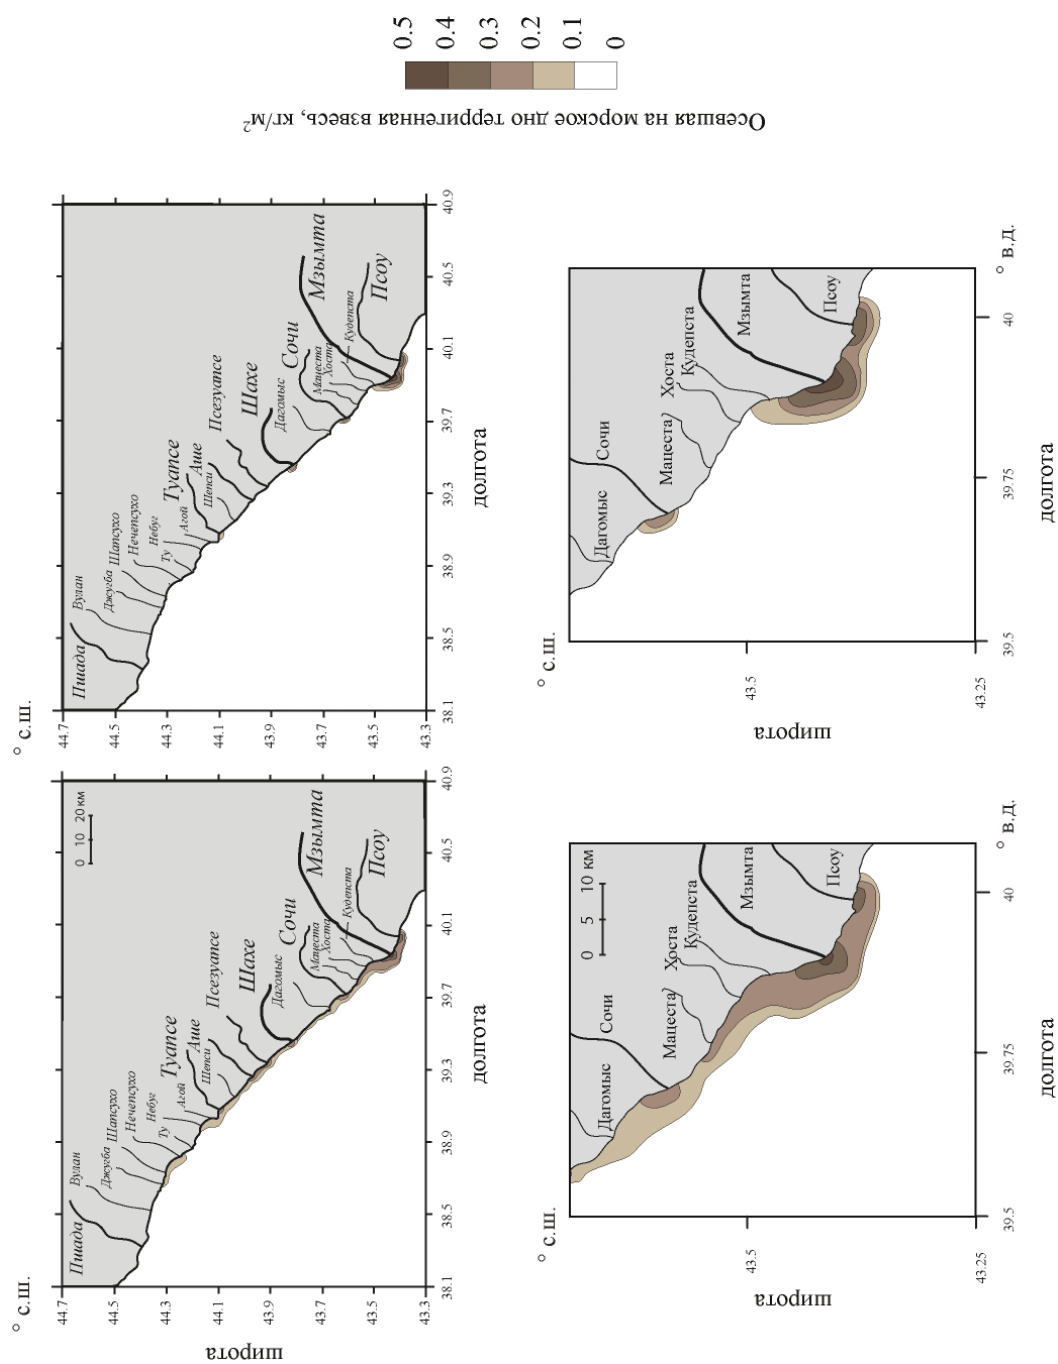 ° с.ш.
44.7
44.5
44.3
44.1
43.9
43.7
43.5
43.3
широта
38.1
38.5
38.9
39.3
39.7
40.1
40.5
40.9
долгота
0 10 20 км
Пшада
Вулан
Джугба
Шапсухо
Нечепсухо
Ту
Небуг
Агой
Туапсе
Шепси
Аше
Псезуапсе
Шахе
Дагомыс
Сочи
Мацеста
Хоста
Кудепста
Мзымта
Псоу
° с.ш.
44.7
44.5
44.3
44.1
43.9
43.7
43.5
43.3
38.1
38.5
38.9
39.3
39.7
40.1
40.5
40.9
долгота
Пшада
Вулан
Джугба
Шапсухо
Нечепсухо
Ту
Небуг
Агой
Туапсе
Шепси
Аше
Псезуапсе
Шахе
Дагомыс
Сочи
Мацеста
Хоста
Кудепста
Мзымта
Псоу
° с.ш.
43.5
43.25
широта
39.5
39.75
40
° в.д.
долгота
0 5 10 км
Дагомыс
Сочи
Мацеста
Хоста
Кудепста
Мзымта
Псоу
° с.ш.
43.5
43.25
широта
39.5
39.75
40
° в.д.
долгота
Дагомыс
Сочи
Мацеста
Хоста
Кудепста
Мзымта
Псоу
Осевшая на морское дно терригенная взвесь, кг/м²
0.5
0.4
0.3
0.2
0.1
0